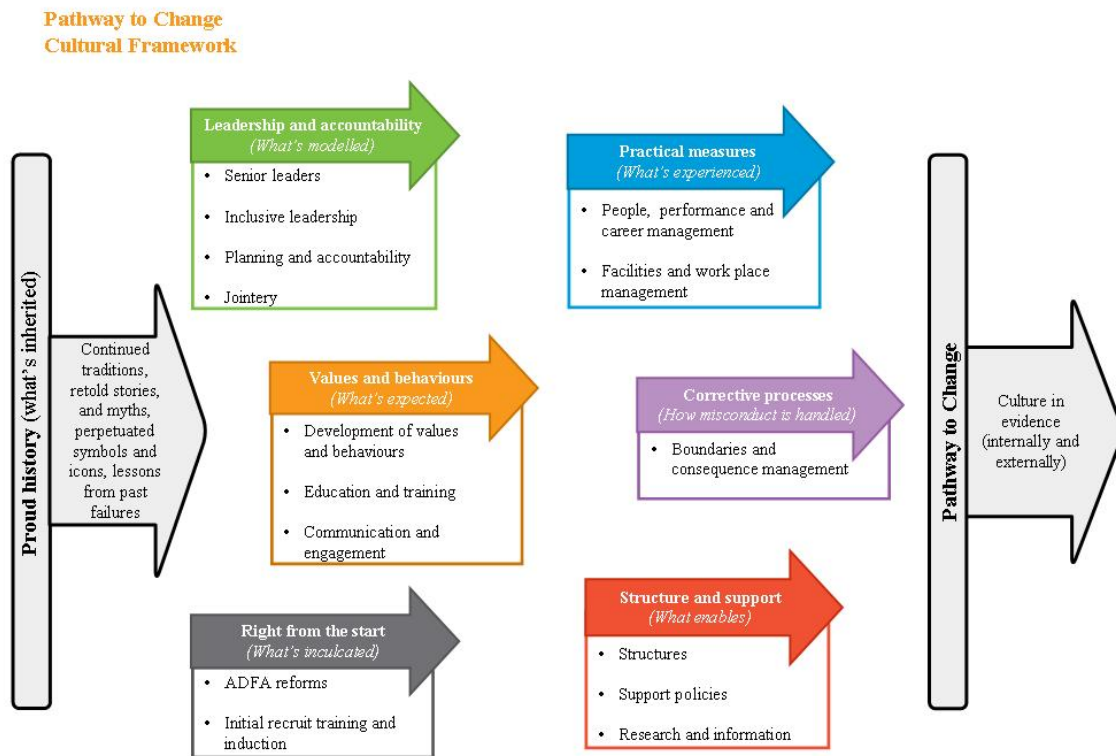 Pathway to Change
Cultural Framework
Proud history (what's inherited)
Continued
traditions,
retold stories,
and myths,
perpetuated
symbols and
icons, lessons
from past
failures
Leadership and accountability
(What's modelled)
• Senior leaders
• Inclusive leadership
• Planning and accountability
• Jointery
Values and behaviours
(What's expected)
• Development of values
and behaviours
• Education and training
• Communication and
engagement
Right from the start
(What's inculcated)
• ADFA reforms
• Initial recruit training and
induction
Practical measures
(What's experienced)
• People, performance and
career management
• Facilities and work place
management
Corrective processes
(How misconduct is handled)
• Boundaries and
consequence management
Structure and support
(What enables)
• Structures
• Support policies
• Research and information
Pathway to Change
Culture in
evidence
(internally and
externally)